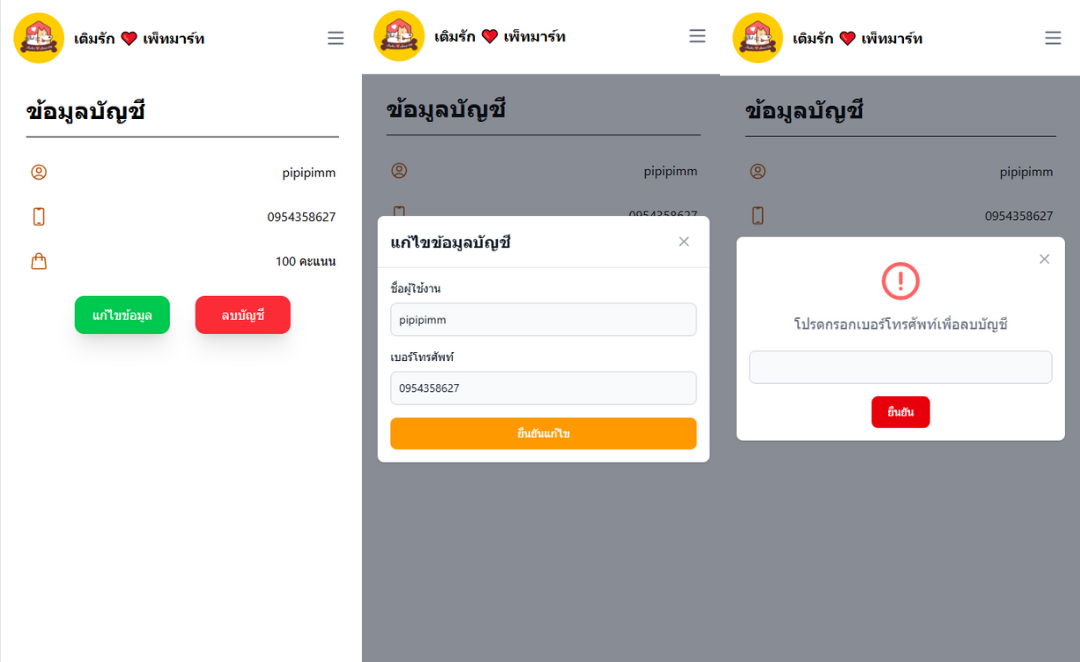 เติมรัก ❤ เพ็ทมาร์ท
ข้อมูลบัญชี
pipipimm
0954358627
100 คะแนน
แก้ไขข้อมูล
ลบบัญชี
เติมรัก ❤ เพ็ทมาร์ท
ข้อมูลบัญชี
pipipimm
0954358627
แก้ไขข้อมูลบัญชี
ชื่อผู้ใช้งาน
pipipimm
เบอร์โทรศัพท์
0954358627
ยืนยันแก้ไข
เติมรัก ❤ เพ็ทมาร์ท
ข้อมูลบัญชี
pipipimm
0954358627
โปรดกรอกเบอร์โทรศัพท์เพื่อลบบัญชี
ยืนยัน